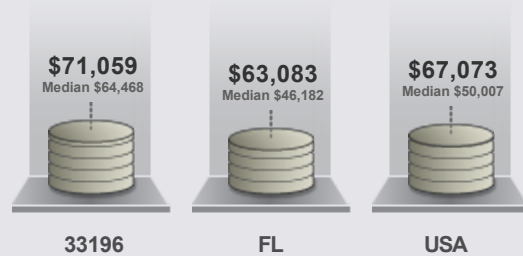 $71,059
Median $64,468
$63,083
Median $46,182
$67,073
Median $50,007
33196
FL
USA